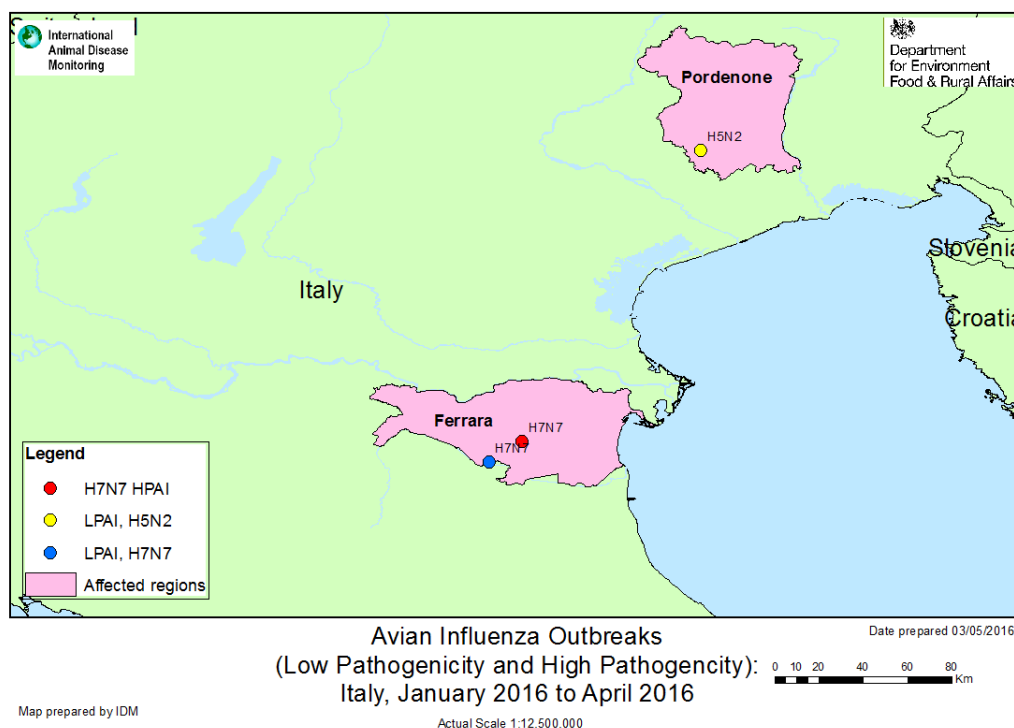 International
Animal Disease
Monitoring
Department
for Environment
Food & Rural Affairs
Pordenone
H5N2
Slovenia
Italy
Croatia
Ferrara
H7N7
H7N7
Legend
H7N7 HPAI
LPAI, H5N2
LPAI, H7N7
Affected regions
Avian Influenza Outbreaks
(Low Pathogenicity and High Pathogencity):
Italy, January 2016 to April 2016
Date prepared 03/05/2016
0 10 20 40 60 80
Km
Map prepared by IDM
Actual Scale 1:12,500,000